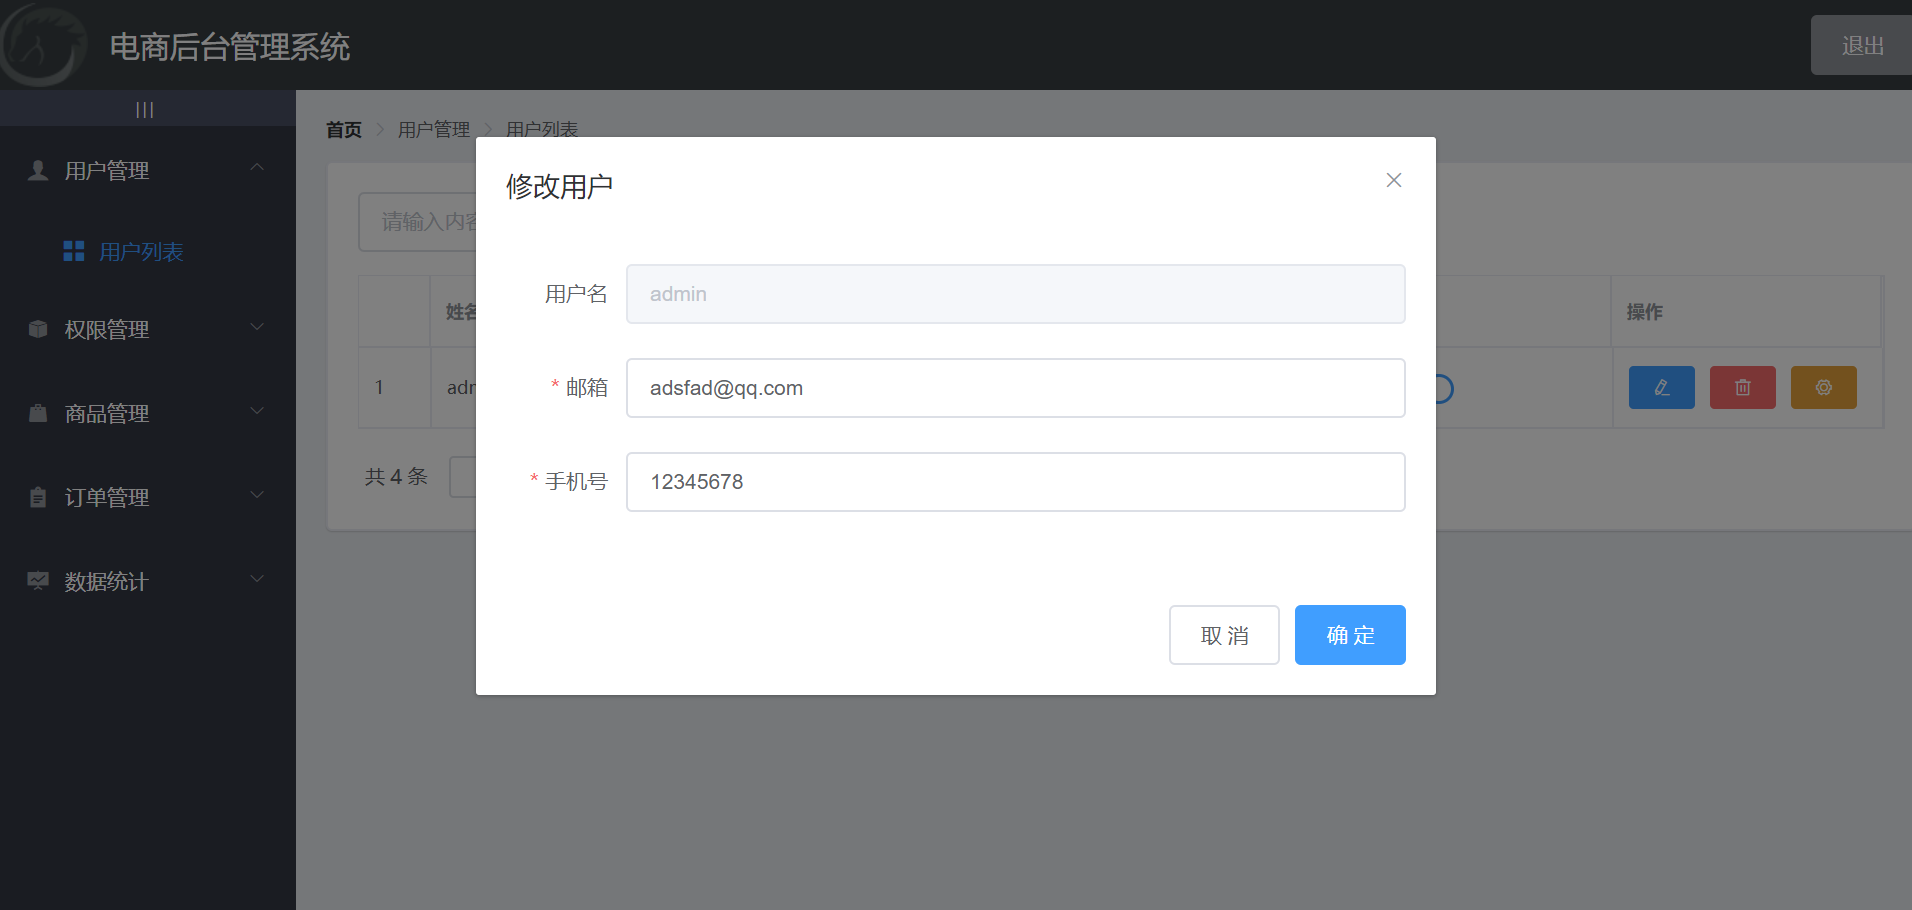 电商后台管理系统
退出
|||
用户管理
用户列表
权限管理
商品管理
订单管理
数据统计
首页 用户管理 用户列表
请输入内
姓
操作
1
共 4 条
修改用户
用户名 admin
* 邮箱 adsfad@qq.com
* 手机号 12345678
取 消
确 定